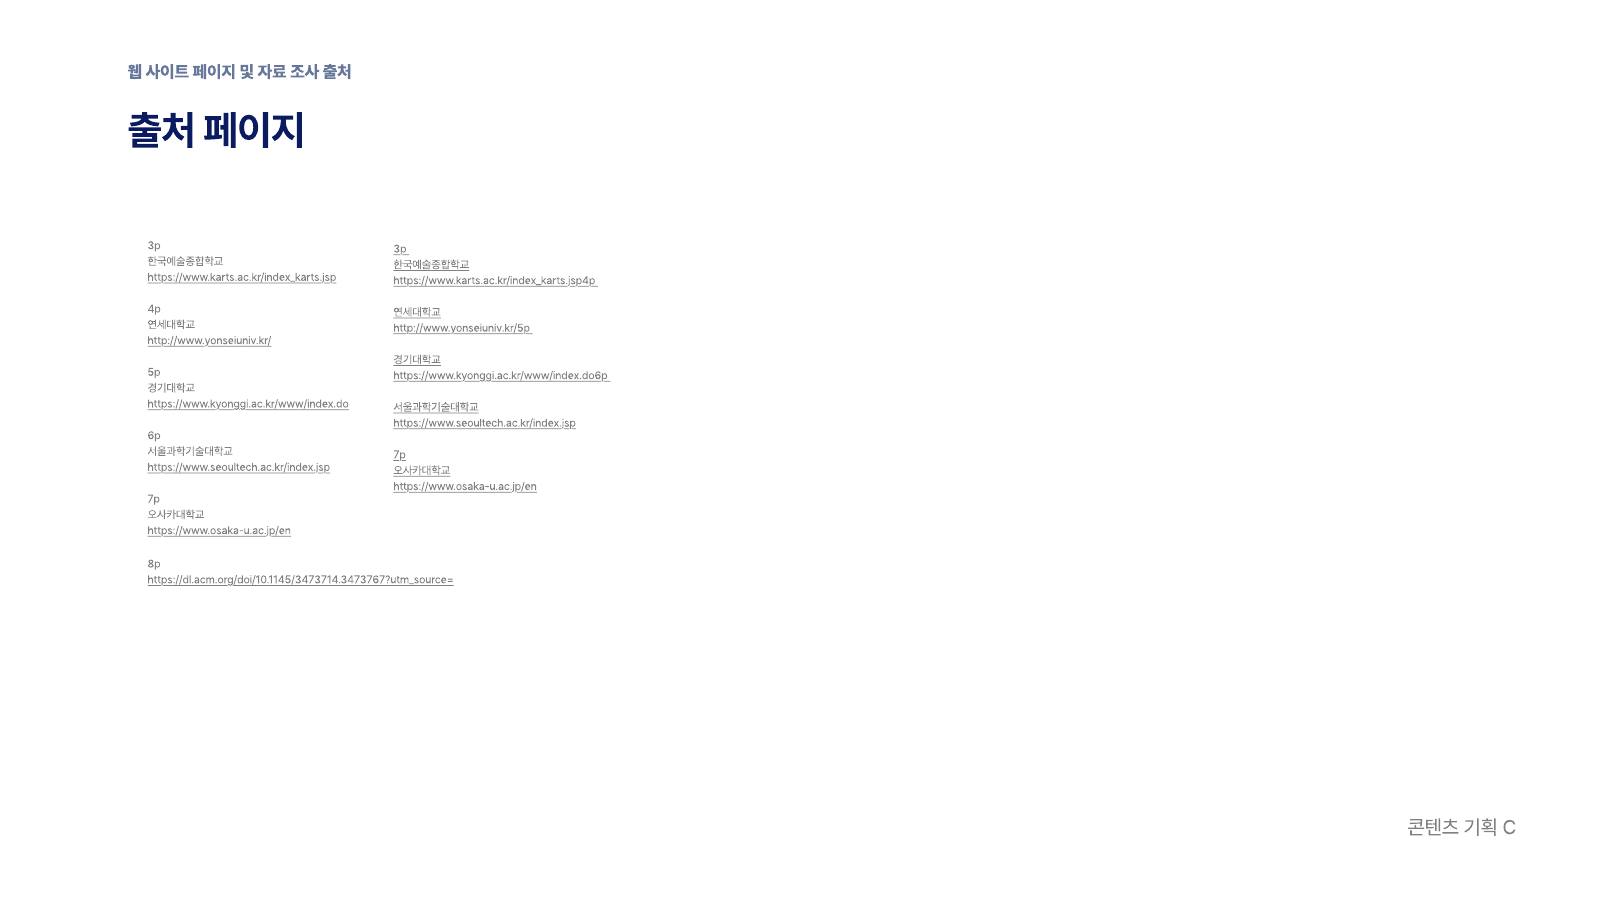 웹 사이트 페이지 및 자료 조사 출처
출처 페이지
3p
한국예술종합학교
https://www.karts.ac.kr/index_karts.jsp
4p
연세대학교
http://www.yonseiuniv.kr/
5p
경기대학교
https://www.kyonggi.ac.kr/www/index.do
6p
서울과학기술대학교
https://www.seoultech.ac.kr/index.jsp
7p
오사카대학교
https://www.osaka-u.ac.jp/en
8p
https://dl.acm.org/doi/10.1145/3473714.3473767?utm_source=
3p
한국예술종합학교
https://www.karts.ac.kr/index_karts.jsp4p
연세대학교
http://www.yonseiuniv.kr/5p
경기대학교
https://www.kyonggi.ac.kr/www/index.do6p
서울과학기술대학교
https://www.seoultech.ac.kr/index.jsp
7p
오사카대학교
https://www.osaka-u.ac.jp/en
콘텐츠 기획 C